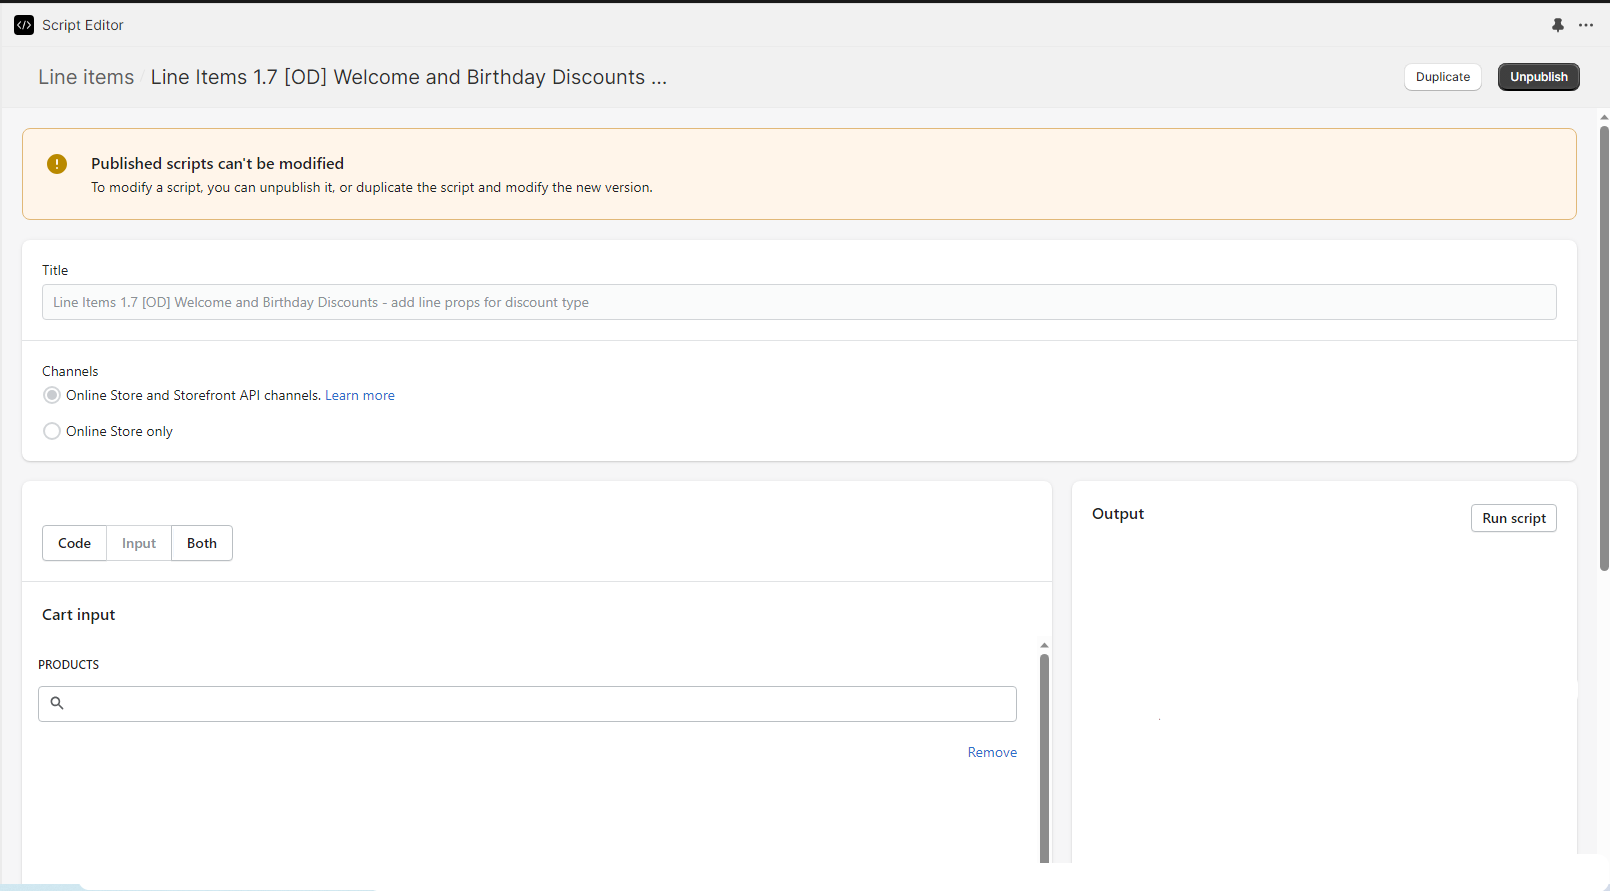 Script Editor
Line items / Line Items 1.7 [OD] Welcome and Birthday Discounts ...
Duplicate
Unpublish
Published scripts can't be modified
To modify a script, you can unpublish it, or duplicate the script and modify the new version.
Title
Line Items 1.7 [OD] Welcome and Birthday Discounts - add line props for discount type
Channels
Online Store and Storefront API channels. Learn more
Online Store only
Code
Input
Both
Output
Run script
Cart input
PRODUCTS
Remove